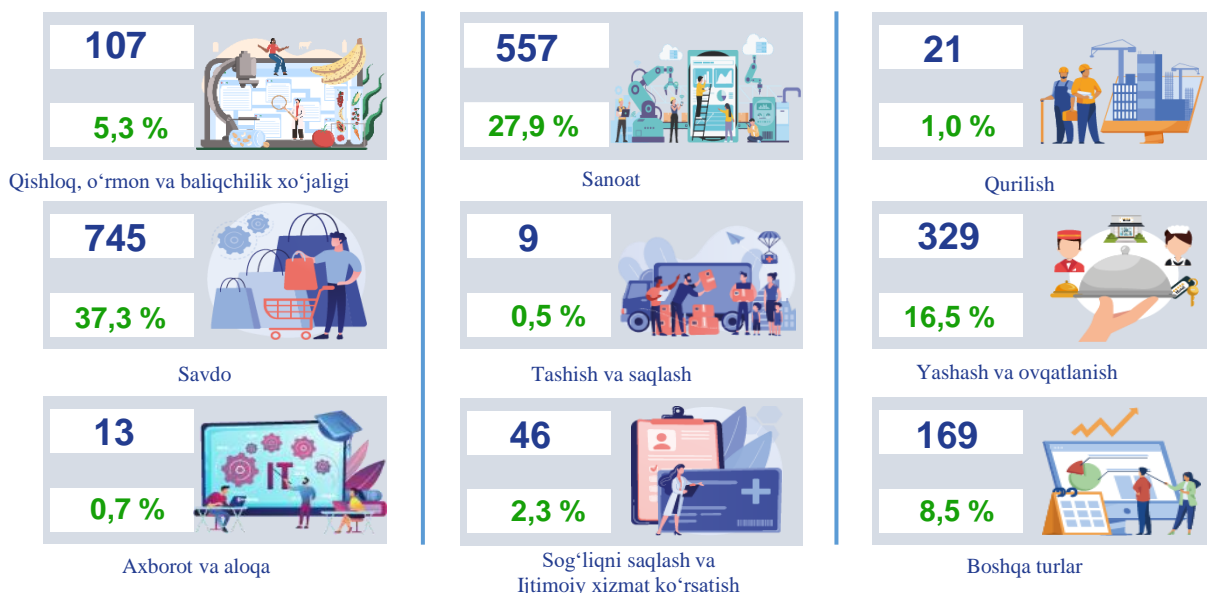 107
5,3 %
Qishloq, o‘rmon va baliqchilik xo‘jaligi
557
27,9 %
Sanoat
21
1,0 %
Qurilish
745
37,3 %
Savdo
9
0,5 %
Tashish va saqlash
329
16,5 %
Yashash va ovqatlanish
13
0,7 %
IT
Axborot va aloqa
46
2,3 %
Sog‘liqni saqlash va
Ijtimoiy xizmat ko‘rsatish
169
8,5 %
Boshqa turlar